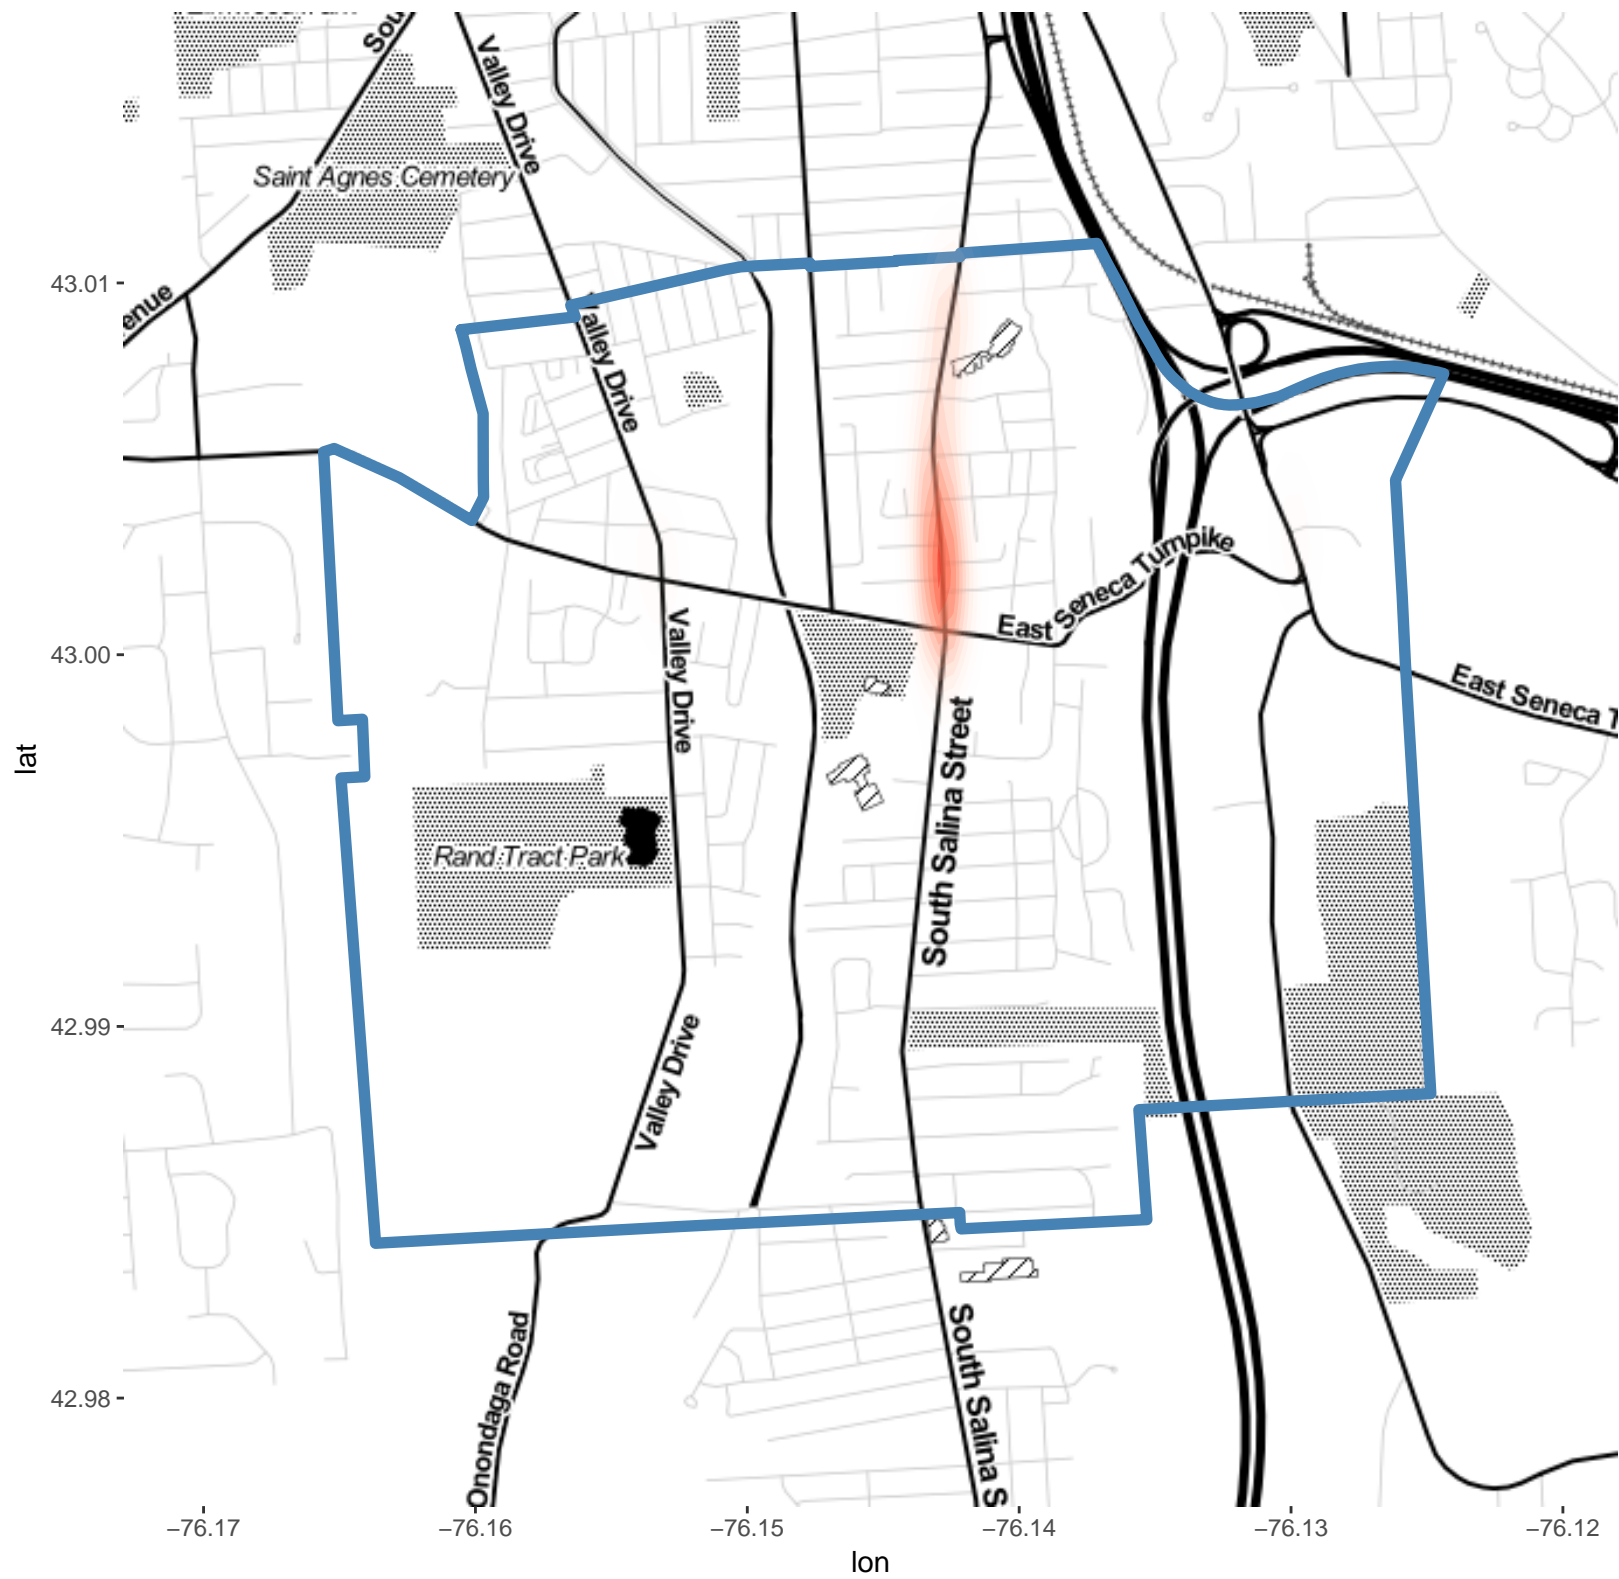 Sou
Valley Drive
Saint Agnes Cemetery
43.01
enue
Valley Drive
East Seneca Turnpike
43.00
Valley Drive
East Seneca T
lat
South Salina Street
Rand Tract Park
42.99
Valley Drive
42.98
Onondaga Road
South Salina S
−76.17
−76.16
−76.15
−76.14
−76.13
−76.12
lon